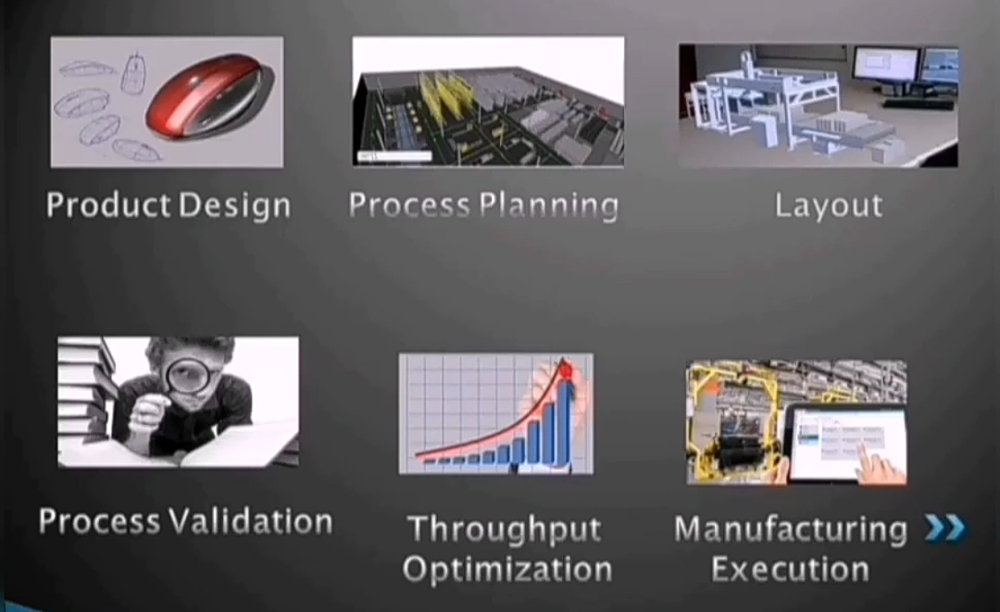 Product Design
Process Planning
Layout
Process Validation
Throughput
Optimization
Manufacturing
Execution